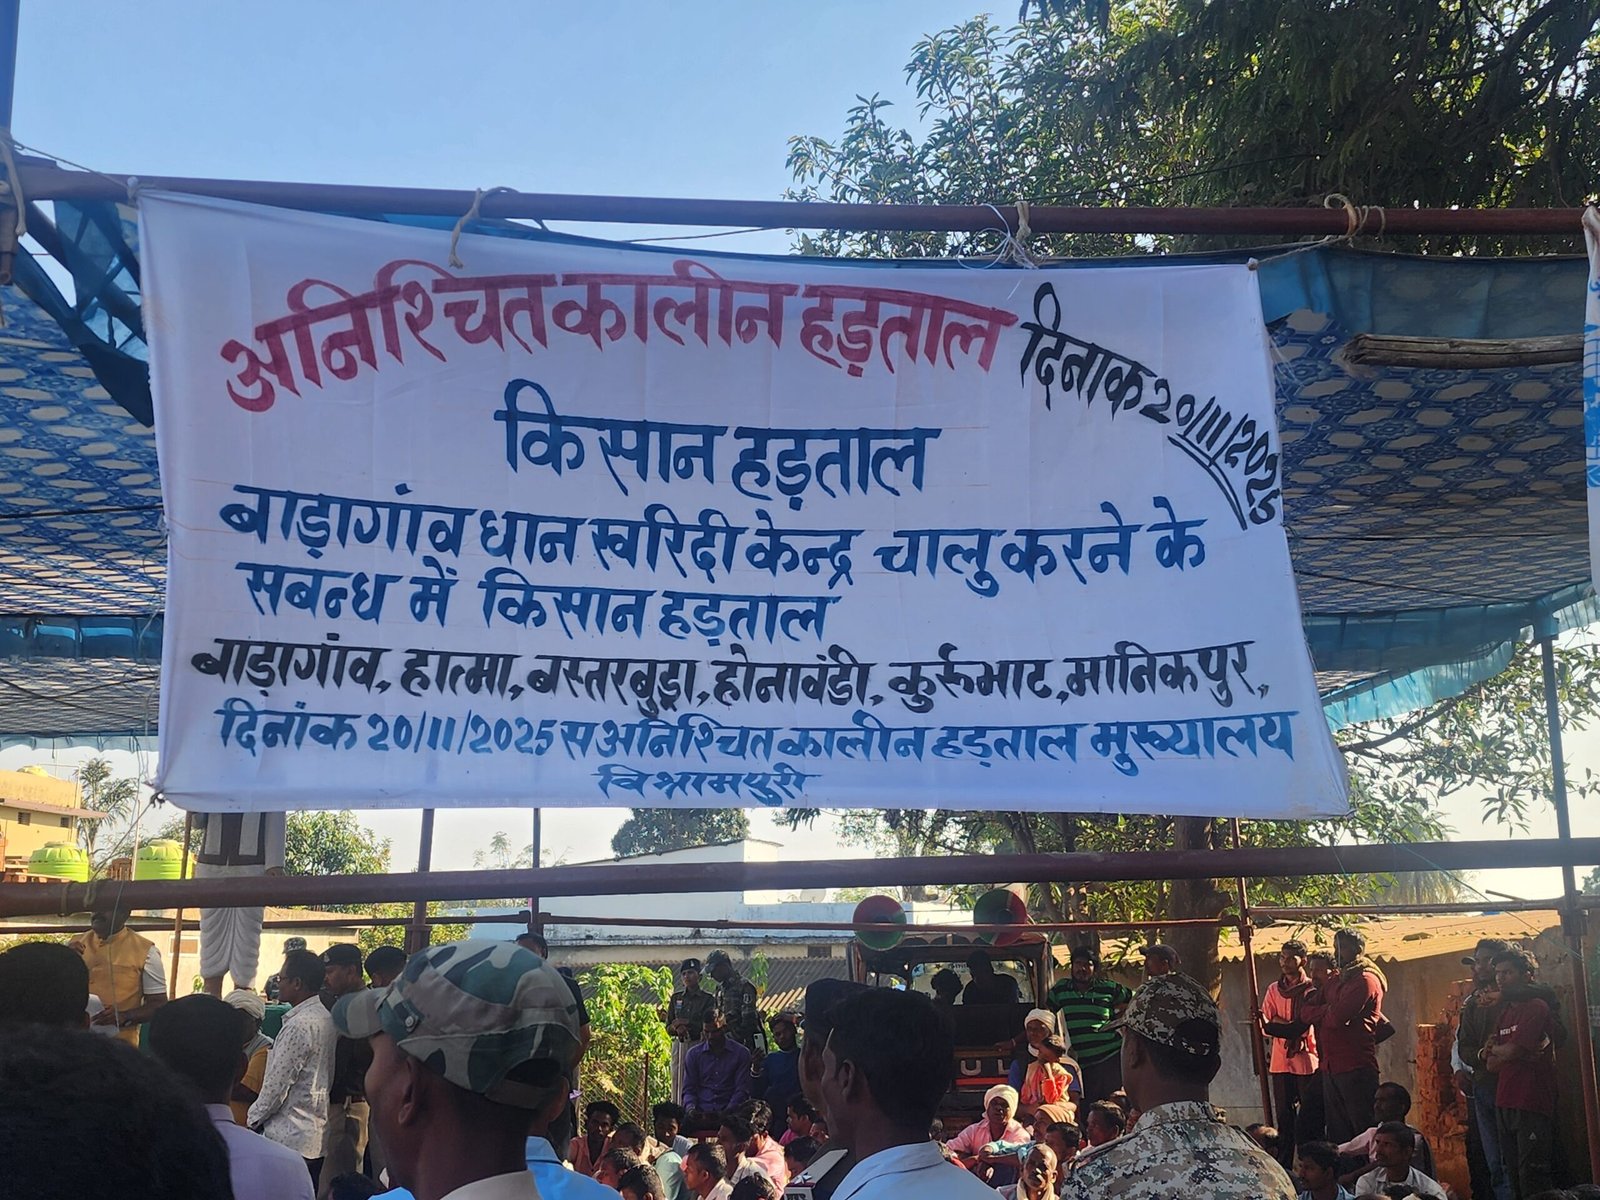 अनिश्चितकालीन हड़ताल दिनाक 20/11/2025
किसान हड़ताल
बाड़ागांव धान खरिदी केन्द्र चालु करने के
सबन्ध में किसान हड़ताल
बाड़ागांव, हात्मा, बस्तरबुड़ा, होनावंडी, कुर्रूभाट, मानिकपुर,,
दिनांक 20/11/2025 स अनिश्चितकालीन हड़ताल मुख्यालय
विश्रामपुरी